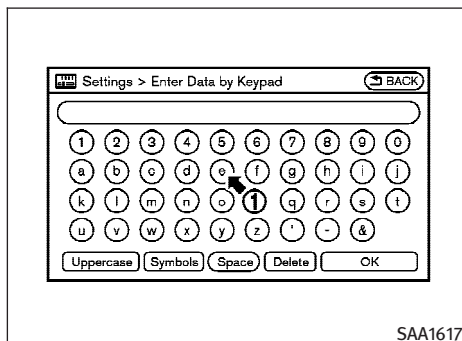 Settings > Enter Data by Keypad BACK
1 2 3 4 5 6 7 8 9 0
a b c d e f g h i j
k l m n o 1 q r s t
u v w x y z ' - &
Uppercase Symbols Space Delete OK
SAA1617